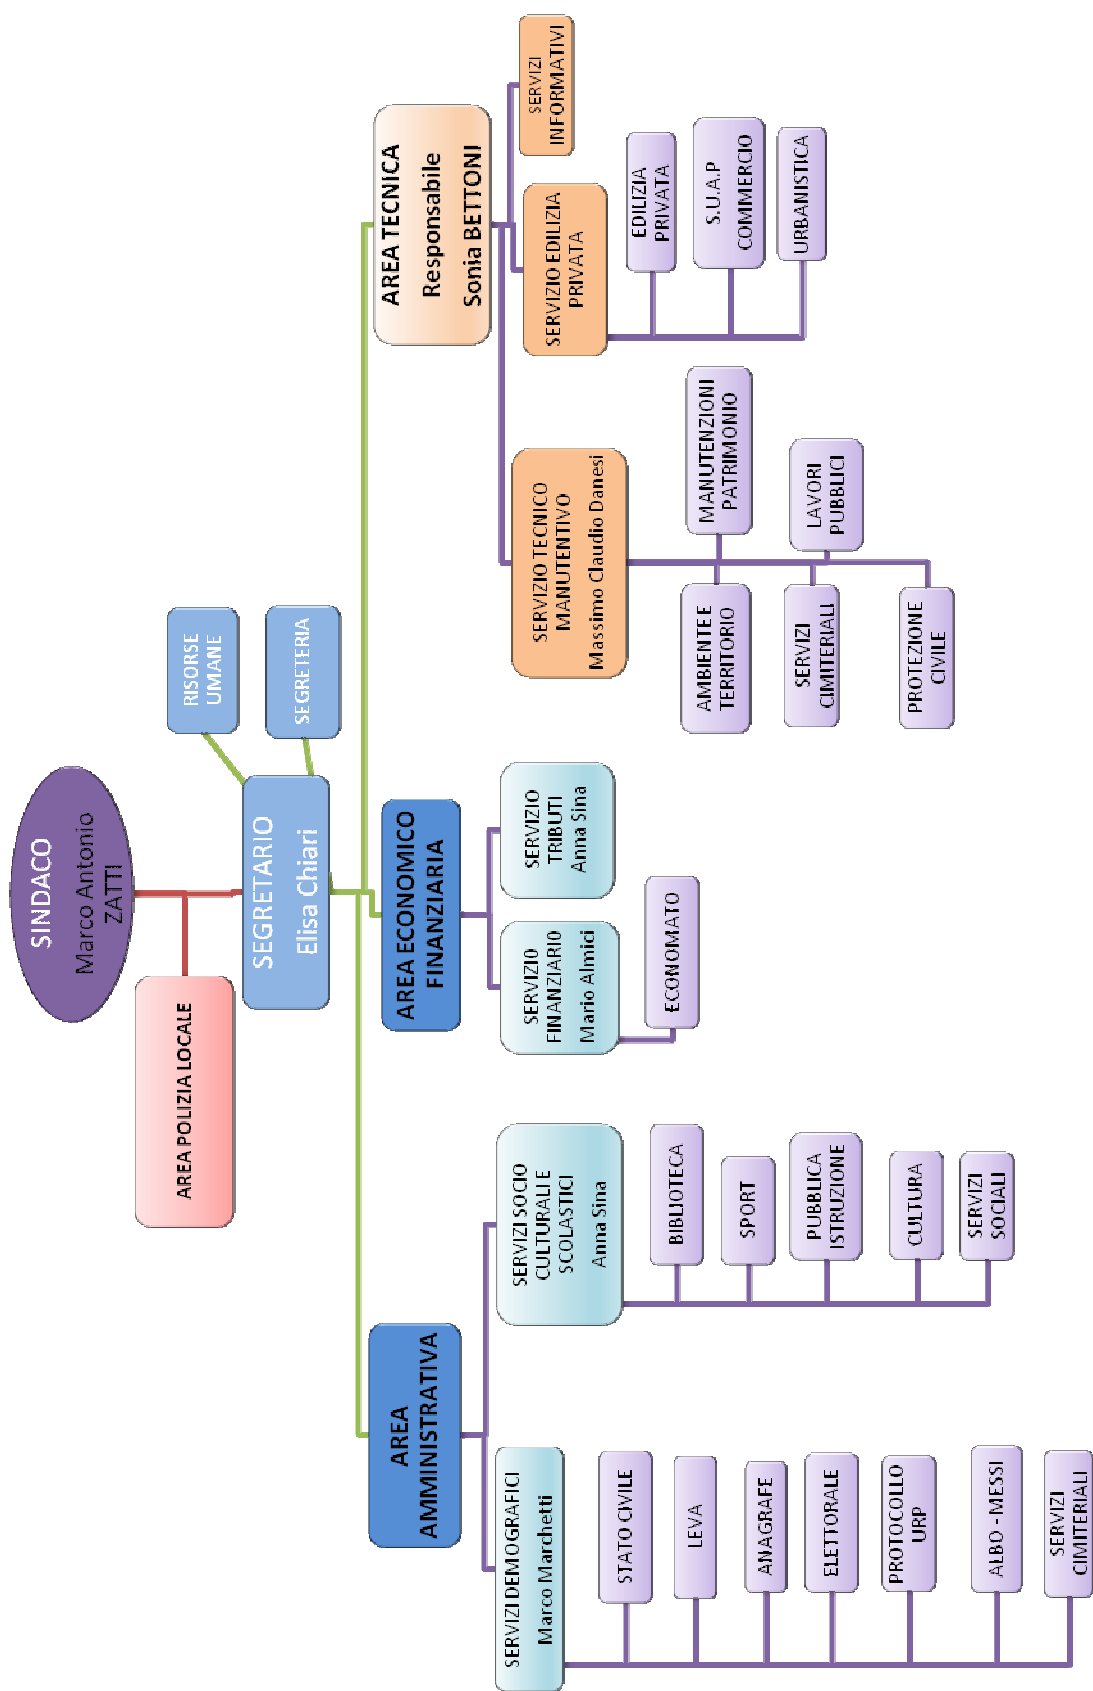 SINDACO
Marco Antonio
ZATTI
AREA POLIZIA LOCALE
SEGRETARIO
Elisa Chiari
RISORSE
UMANE
SEGRETERIA
AREA
AMMINISTRATIVA
AREA ECONOMICO
FINANZIARIA
AREA TECNICA
Responsabile
Sonia BETTONI
SERVIZI DEMOGRAFICI
Marco Marchetti
STATO CIVILE
LEVA
ANAGRAFE
ELETTORALE
PROTOCOLLO
URP
ALBO - MESSI
SERVIZI
CIMITERIALI
SERVIZI SOCIO
CULTURALI E
SCOLASTICI
Anna Sina
BIBLIOTECA
SPORT
PUBBLICA
ISTRUZIONE
CULTURA
SERVIZI
SOCIALI
SERVIZIO
FINANZIARIO
Mario Almici
ECONOMATO
SERVIZIO
TRIBUTI
Anna Sina
SERVIZIO TECNICO
MANUTENTIVO
Massimo Claudio Danesi
AMBIENTE E
TERRITORIO
MANUTENZIONI
PATRIMONIO
SERVIZI
CIMITERIALI
LAVORI
PUBBLICI
PROTEZIONE
CIVILE
SERVIZIO EDILIZIA
PRIVATA
EDILIZIA
PRIVATA
S.U.A.P
COMMERCIO
URBANISTICA
SERVIZI
INFORMATIVI